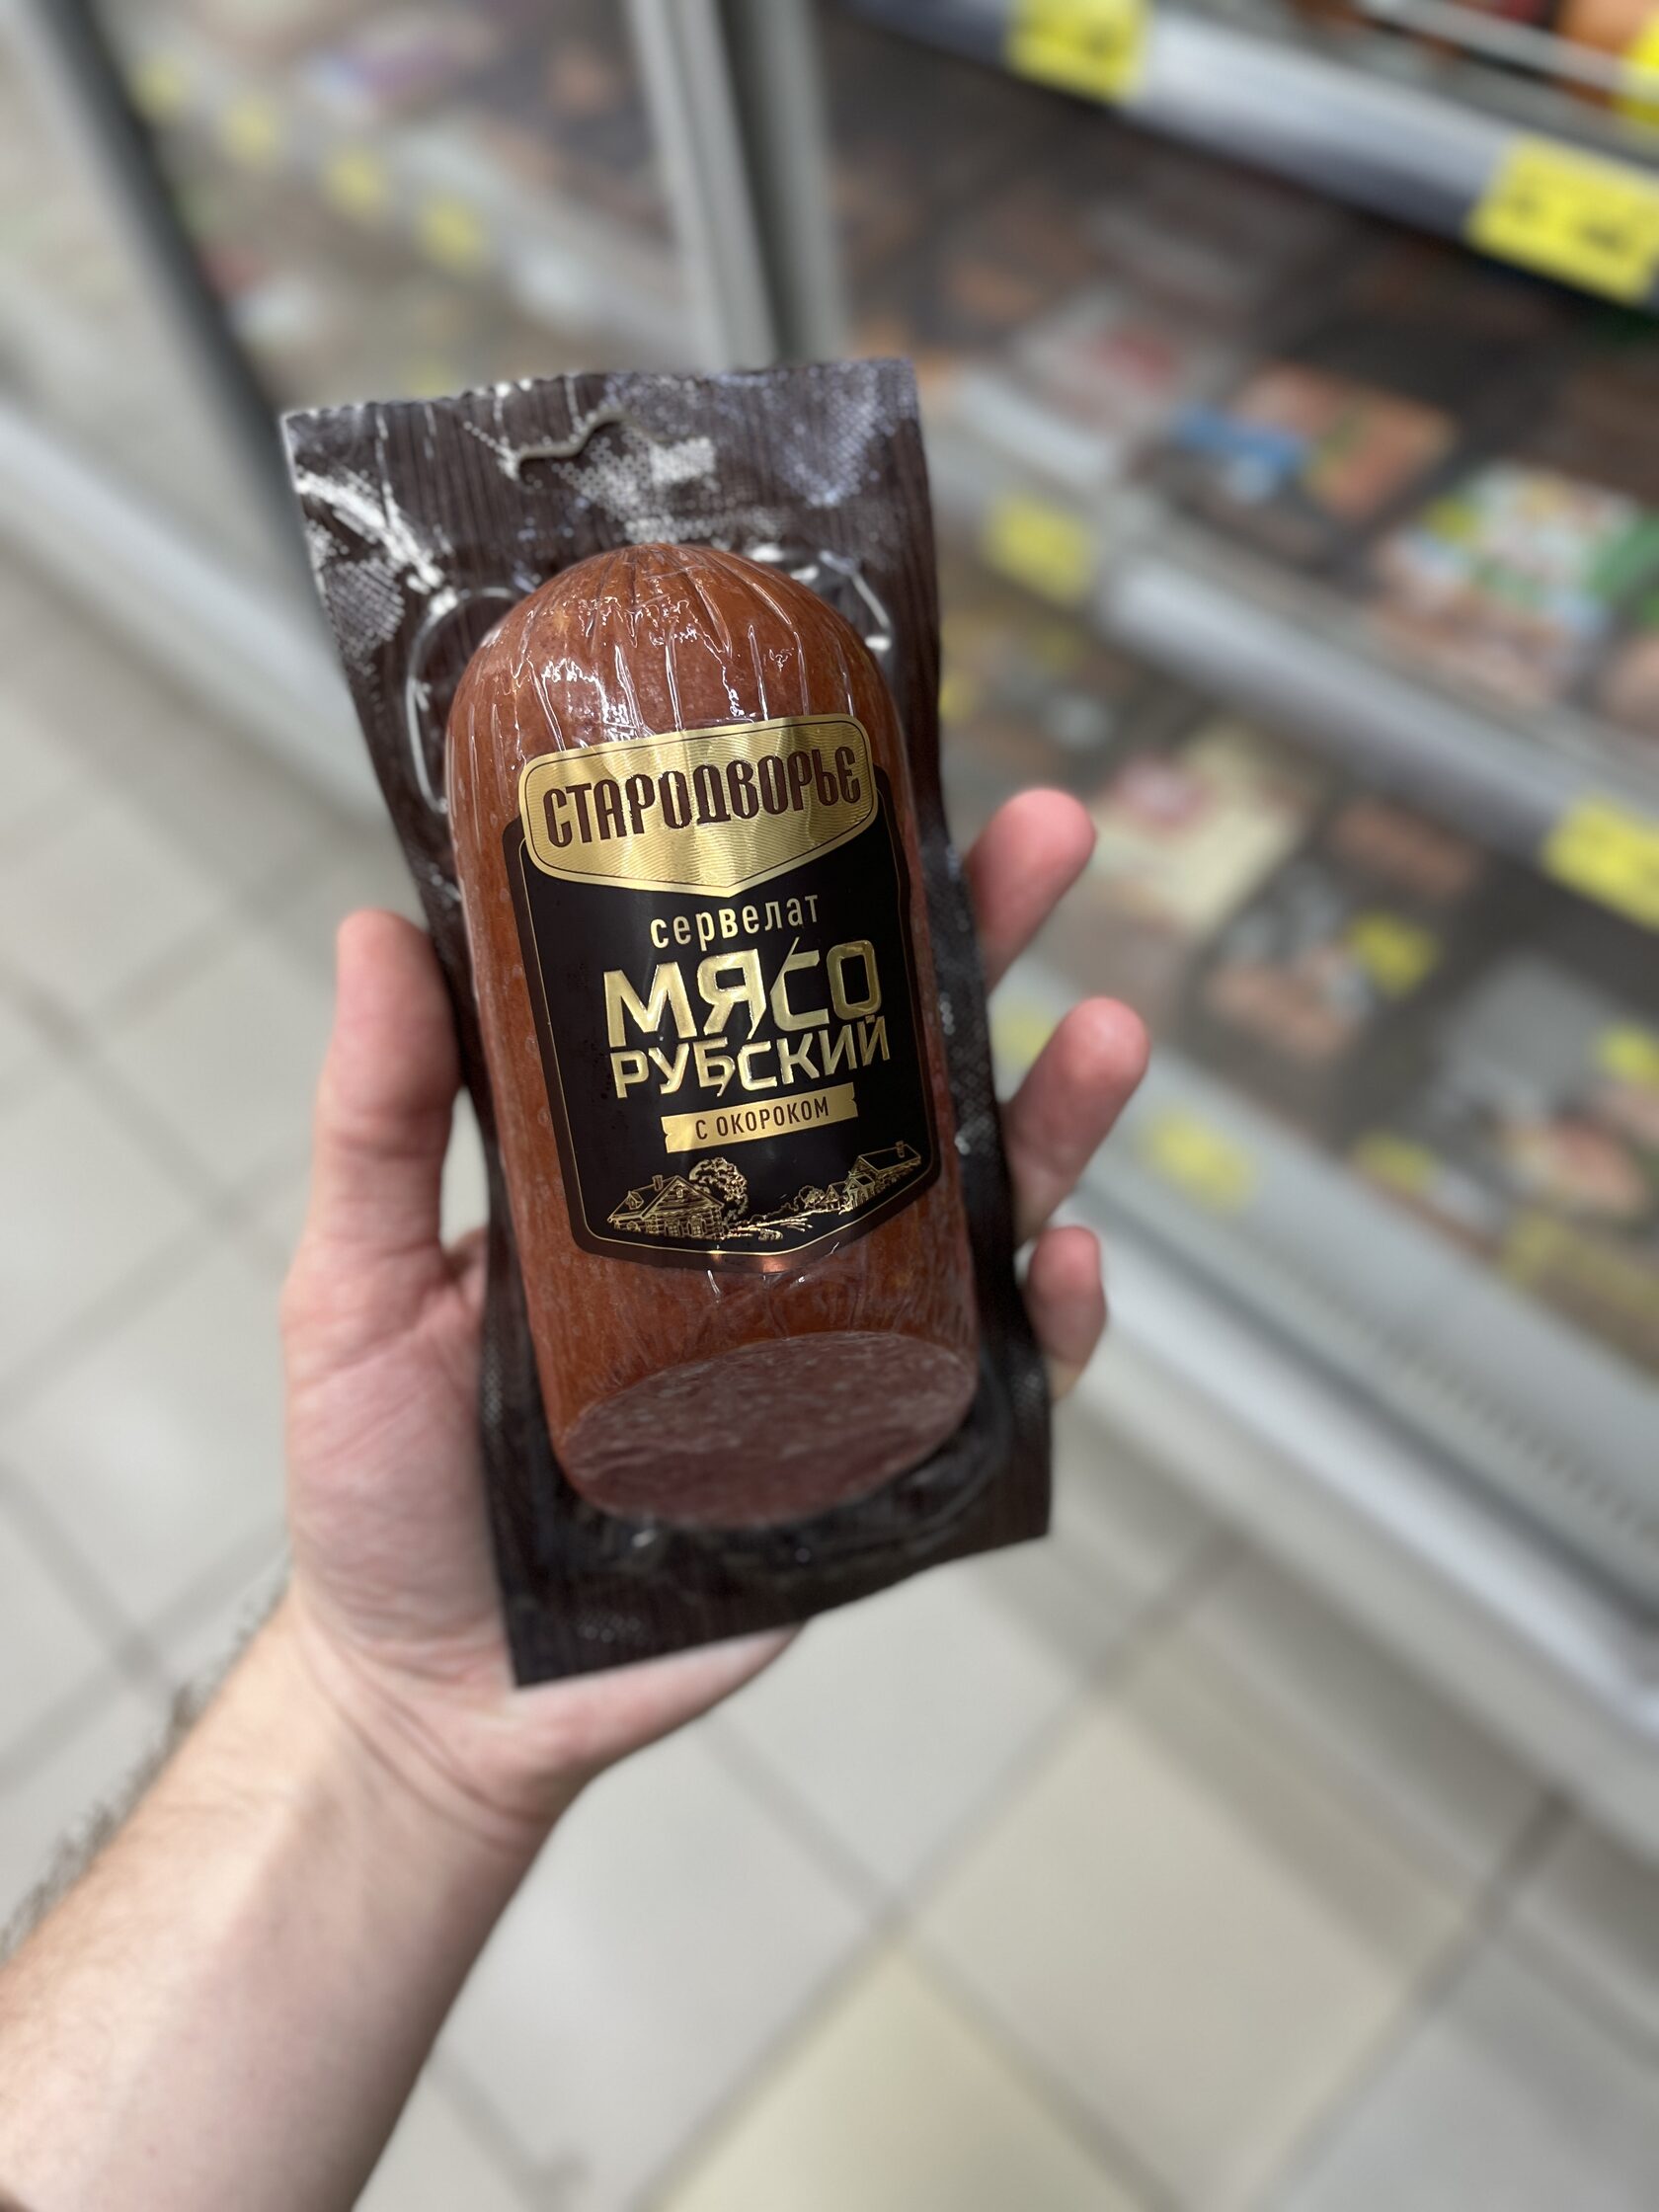 СТАРОДВОРЬЕ
сервелат
МЯСО
РУБСКИЙ
С ОКОРОКОМ